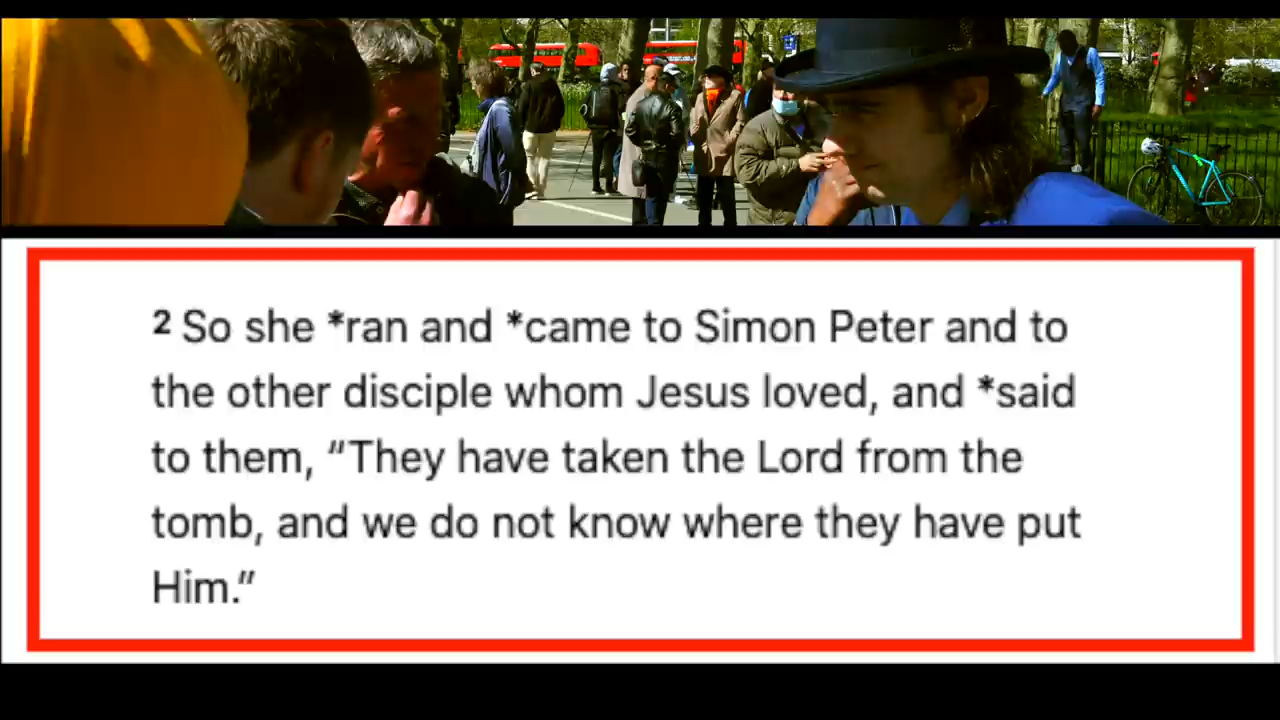 2 So she *ran and *came to Simon Peter and to
the other disciple whom Jesus loved, and *said
to them, “They have taken the Lord from the
tomb, and we do not know where they have put
Him.”